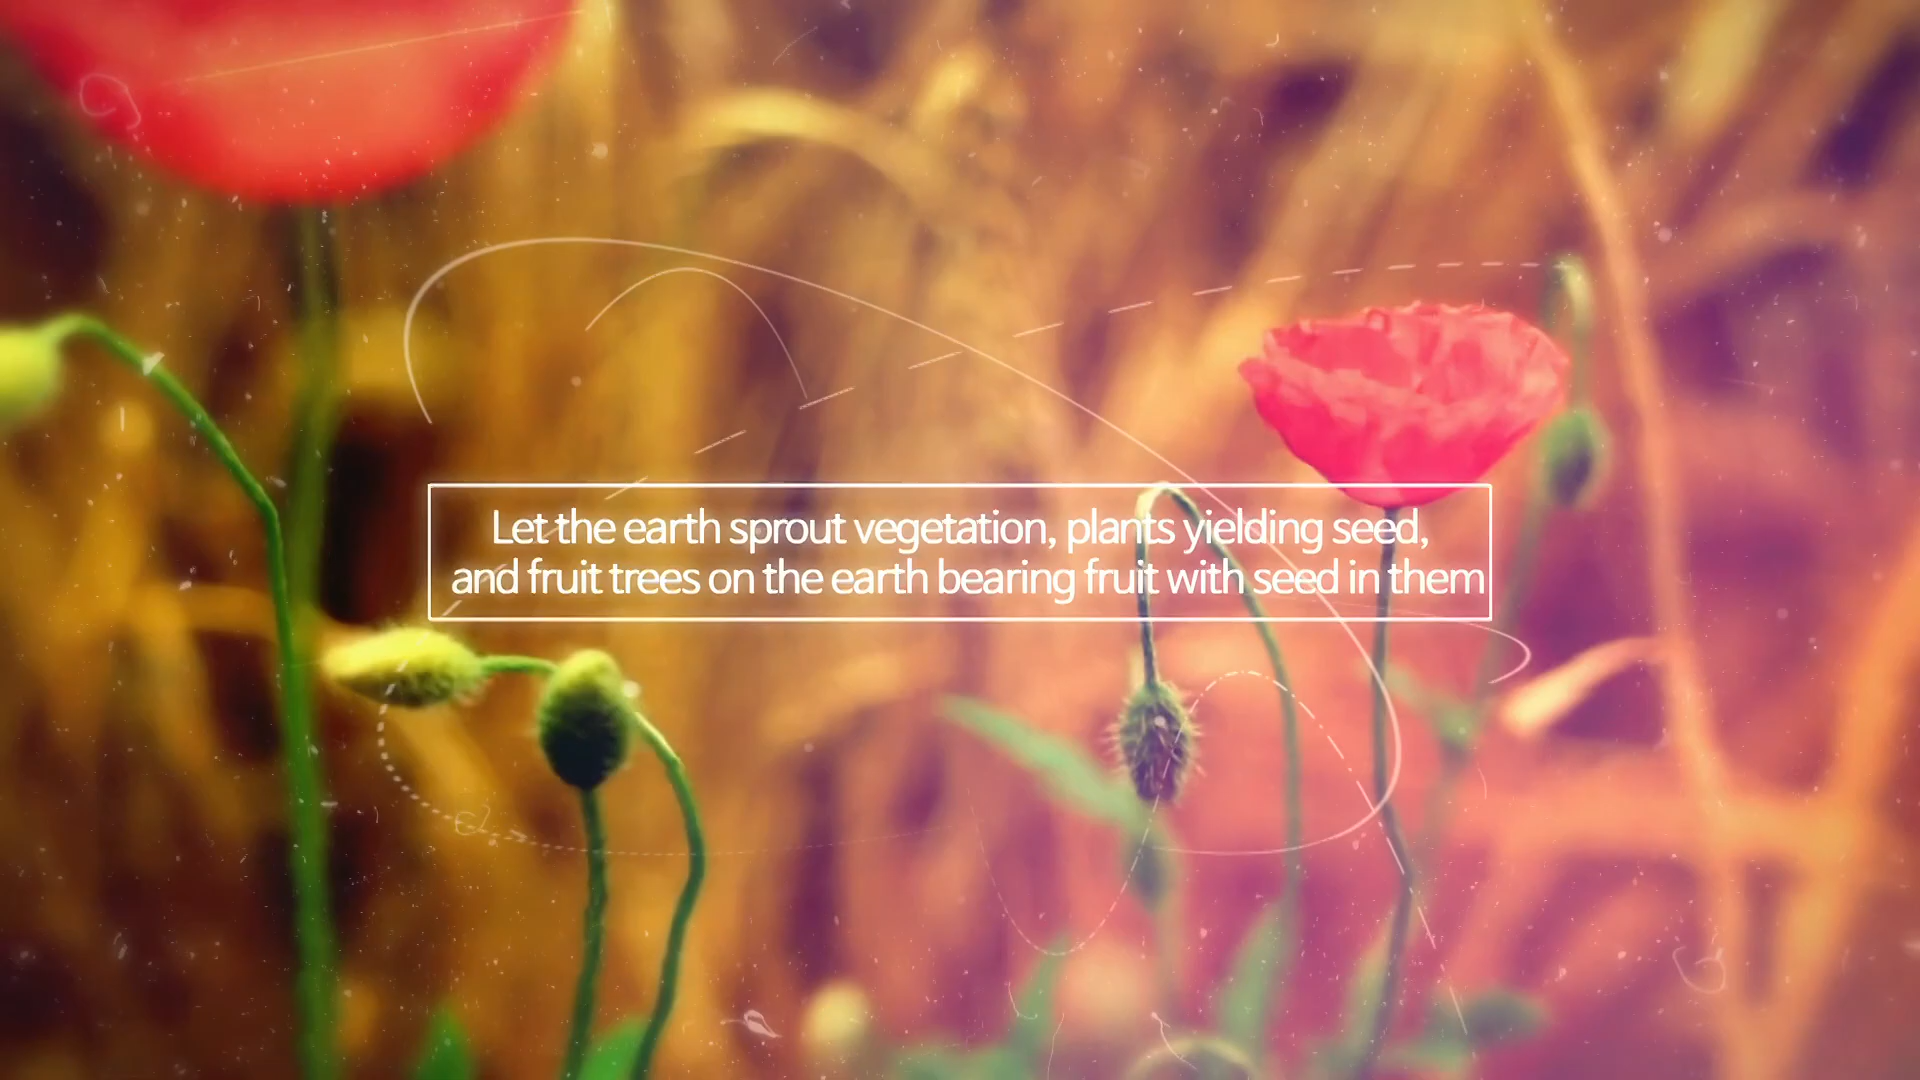 Let the earth sprout vegetation, plants yielding seed,
and fruit trees on the earth bearing fruit with seed in them